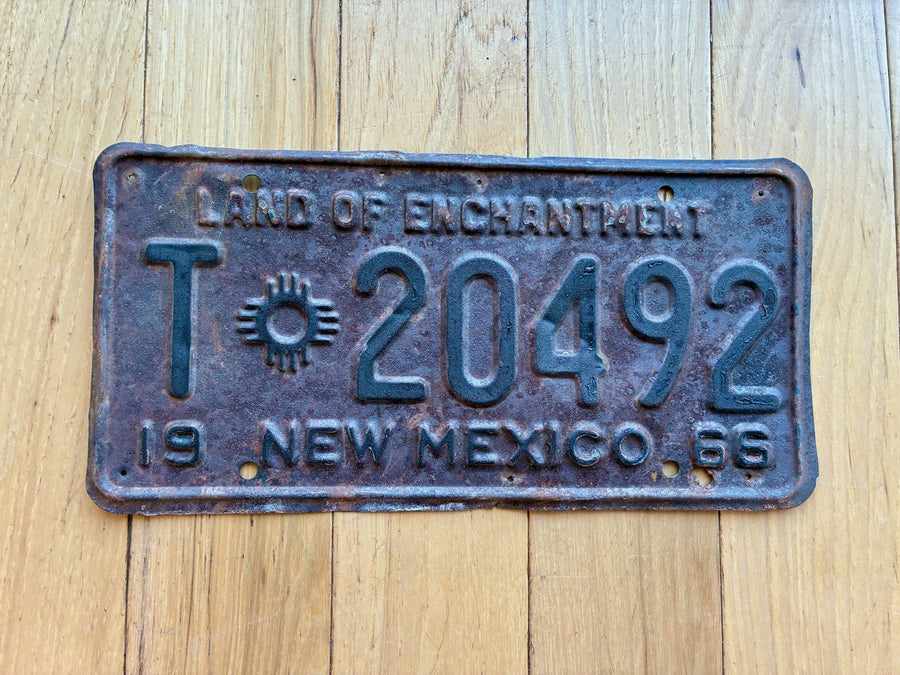 LAND OF ENCHANTMENT
T 20492
19 NEW MEXICO 66